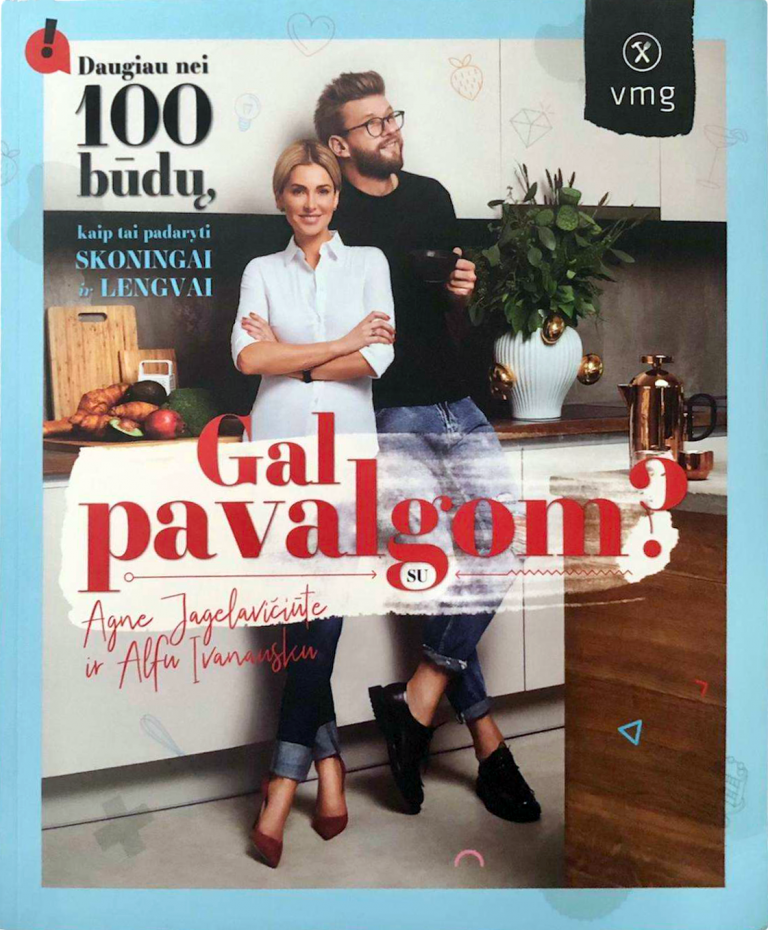 !
Daugiau nei
100
būdų,
kaip tai padaryti
SKONINGAI
ir LENGVAI
vmg
Gal
pavalgom?
SU
Agne Jagelavičiūte
ir Alfu Ivanausku